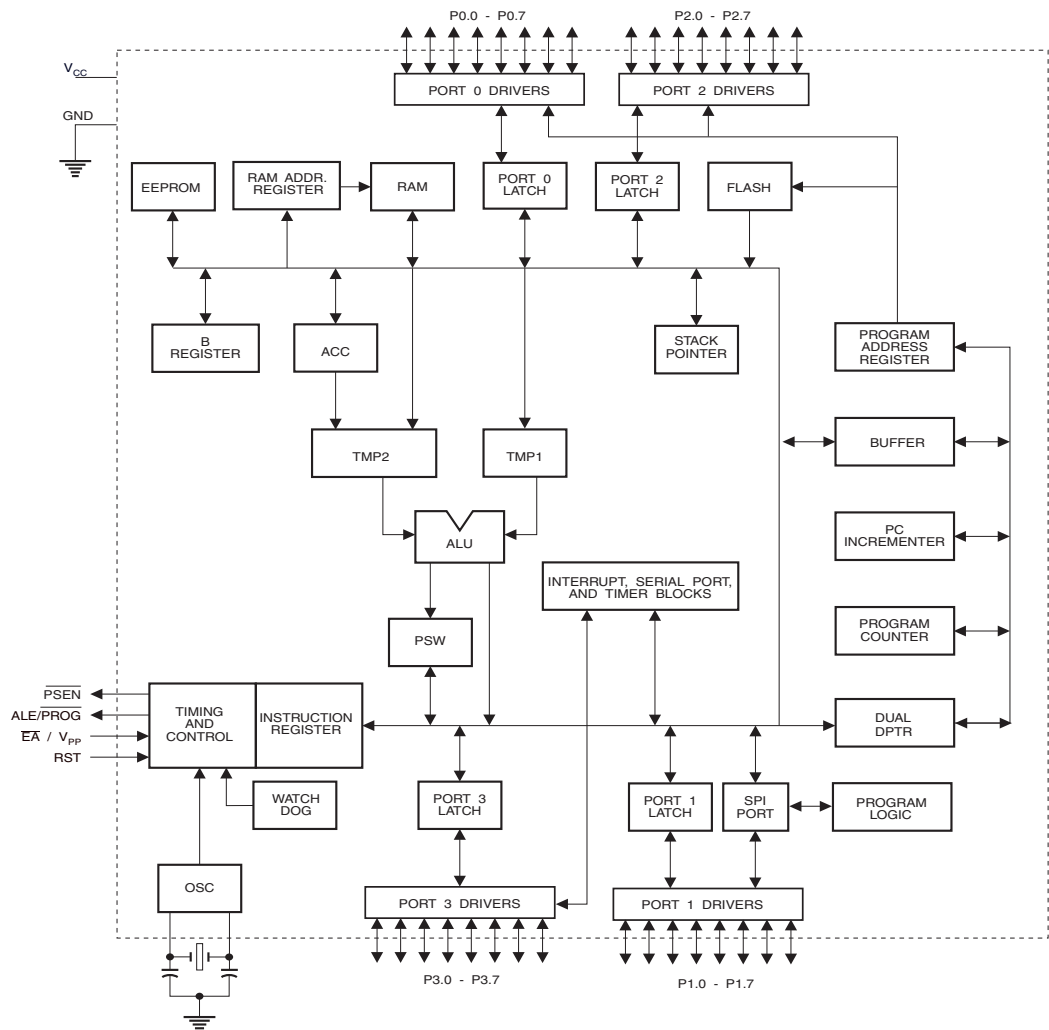 P0.0 - P0.7
P2.0 - P2.7
VCC
PORT 0 DRIVERS
PORT 2 DRIVERS
GND
EEPROM
RAM ADDR.
REGISTER
RAM
PORT 0
LATCH
PORT 2
LATCH
FLASH
B
REGISTER
ACC
STACK
POINTER
PROGRAM
ADDRESS
REGISTER
TMP2
TMP1
BUFFER
ALU
PC
INCREMENTER
INTERRUPT, SERIAL PORT,
AND TIMER BLOCKS
PSW
PROGRAM
COUNTER
PSEN
ALE/PROG
EA / VPP
RST
TIMING
AND
CONTROL
INSTRUCTION
REGISTER
DUAL
DPTR
WATCH
DOG
PORT 3
LATCH
PORT 1
LATCH
SPI
PORT
PROGRAM
LOGIC
OSC
PORT 3 DRIVERS
PORT 1 DRIVERS
P3.0 - P3.7
P1.0 - P1.7